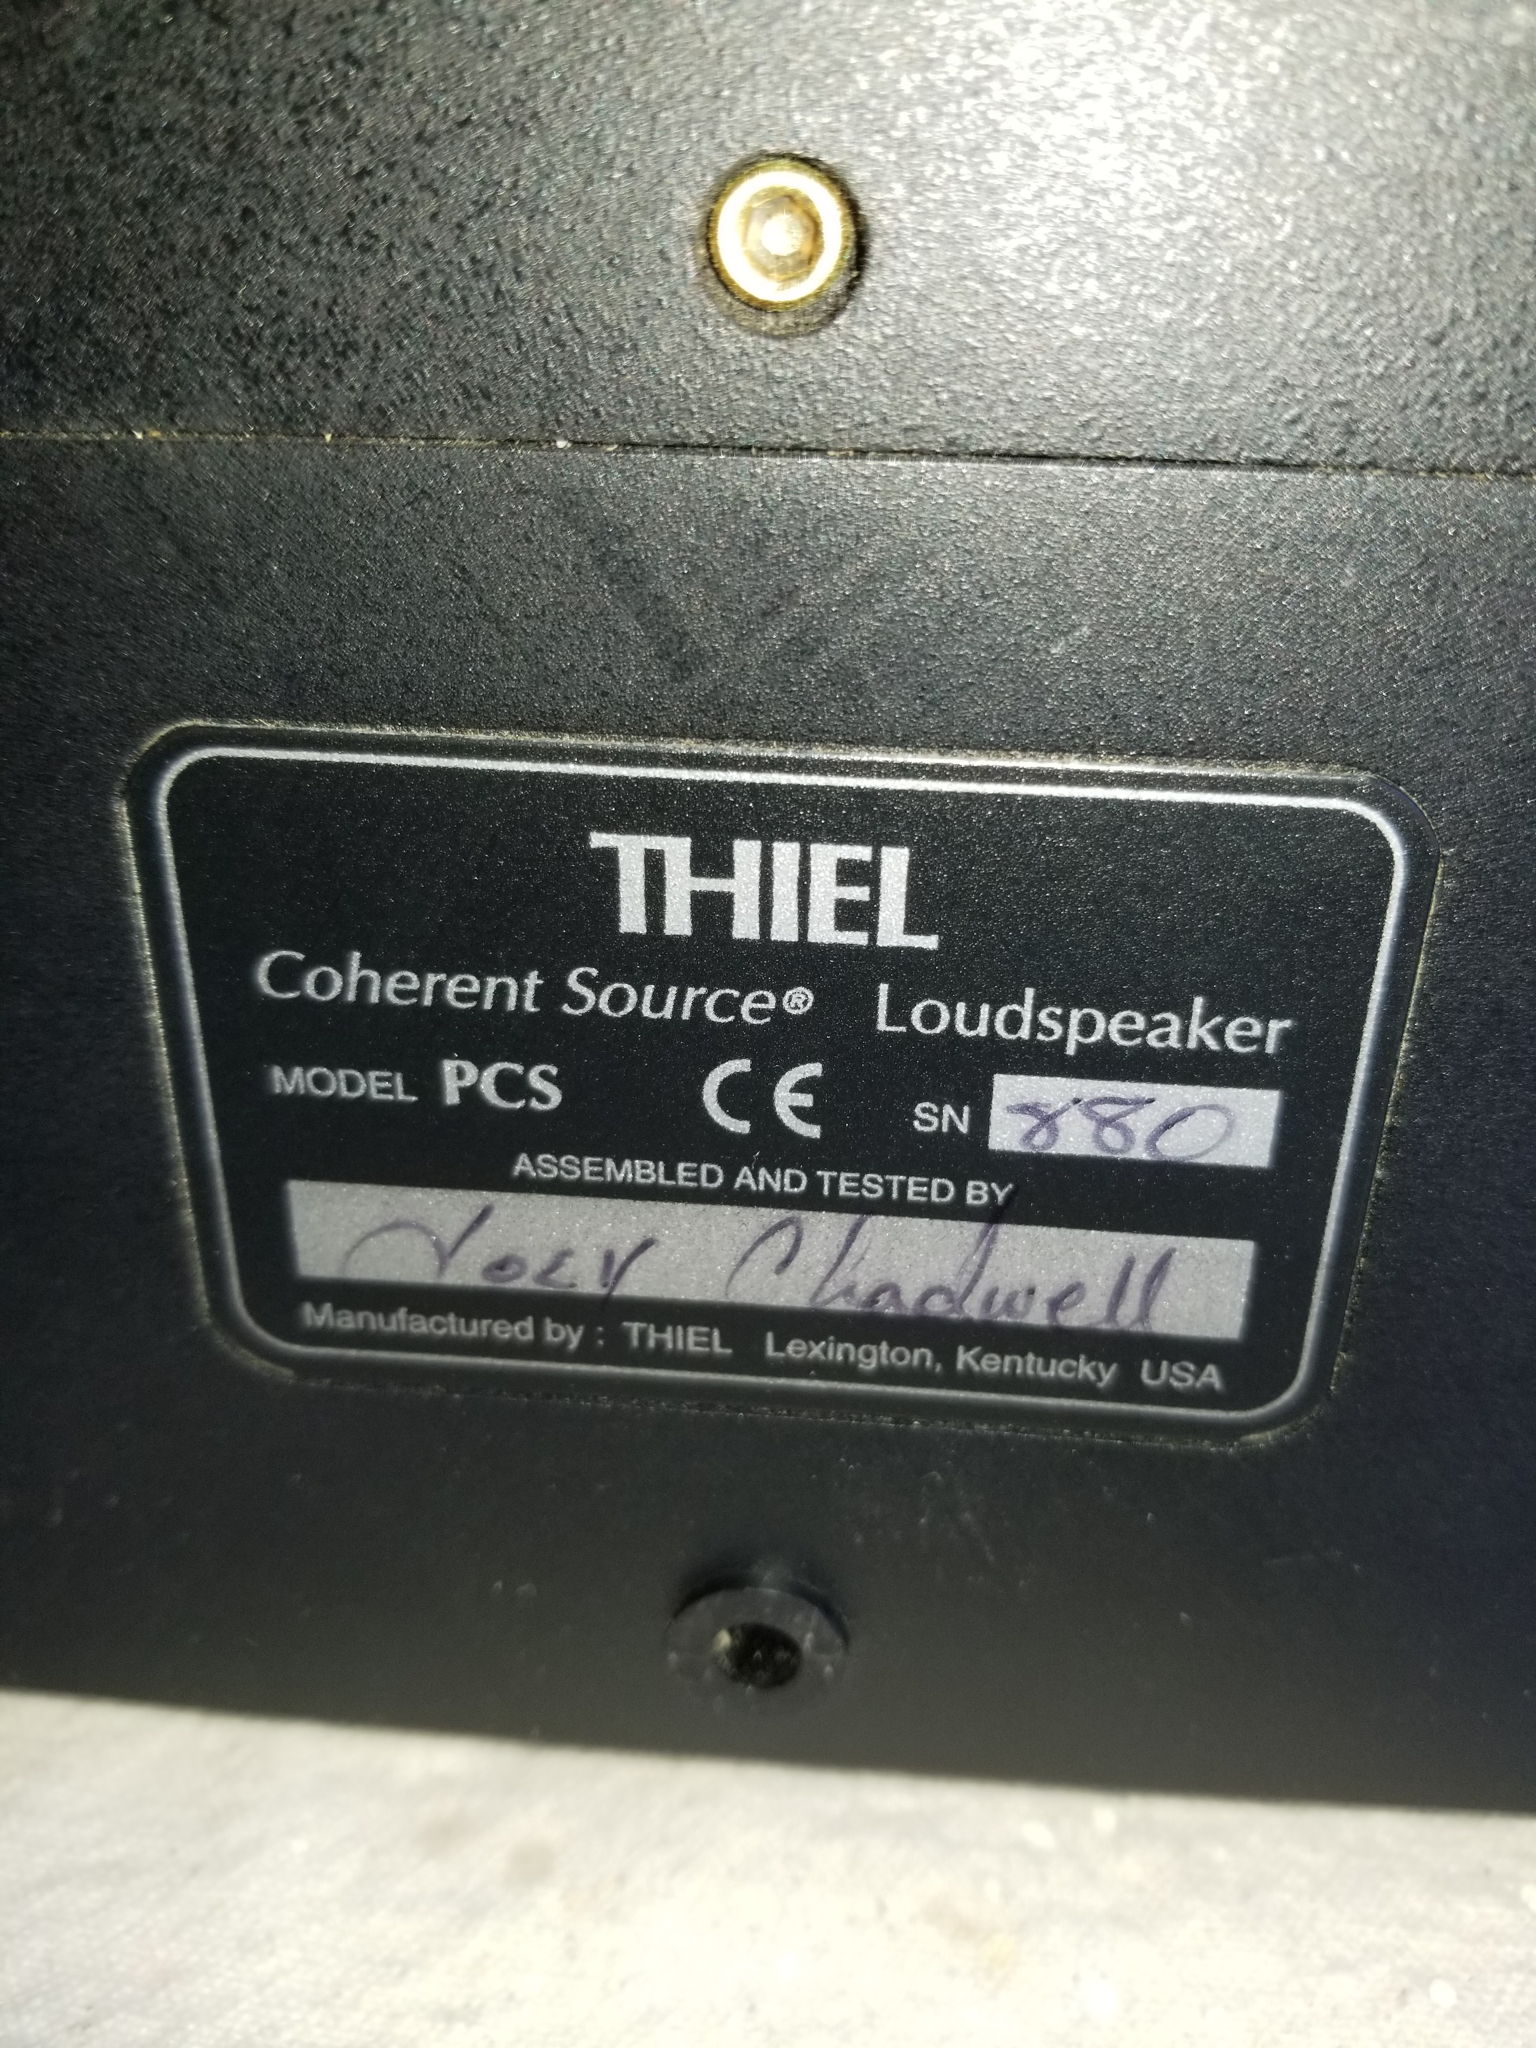 THIEL
Coherent Source® Loudspeaker
MODEL PCS CE SN 880
ASSEMBLED AND TESTED BY
Joey Chadwell
Manufactured by : THIEL Lexington, Kentucky USA